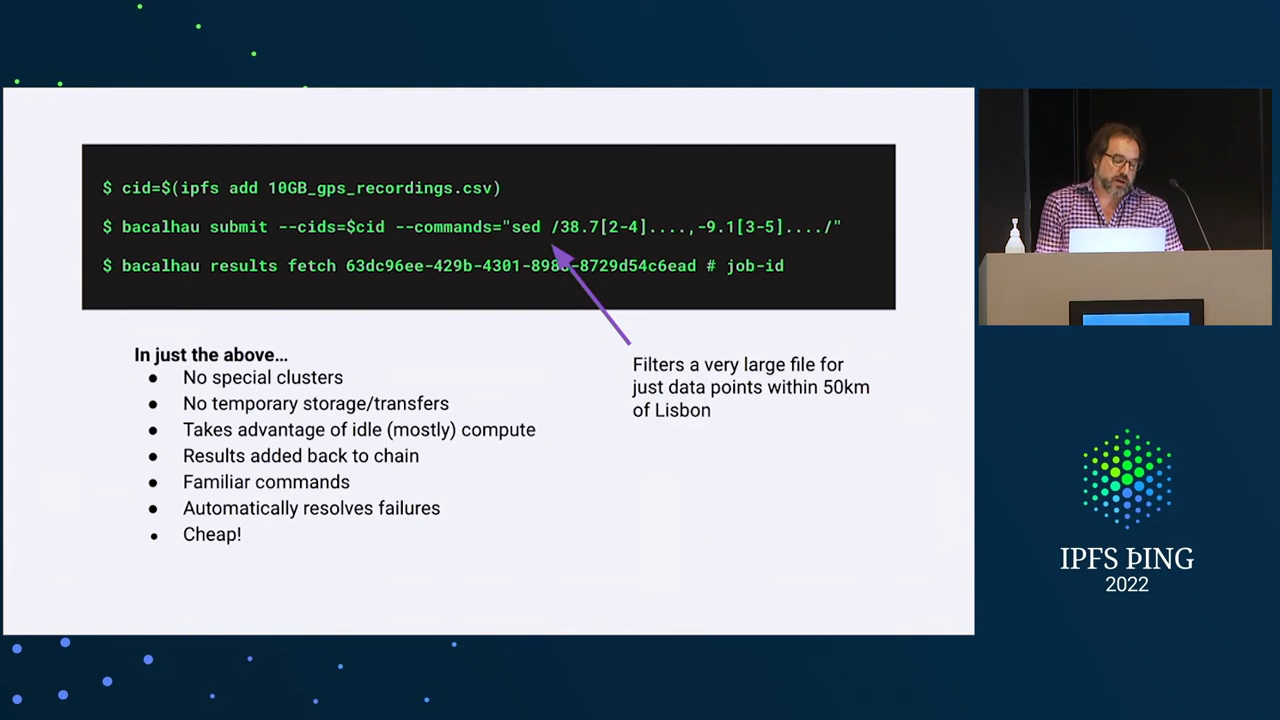 $ cid=$(ipfs add 10GB_gps_recordings.csv)
$ bacalhau submit --cids=$cid --commands="sed /38.7[2-4]....,-9.1[3-5]..../"
$ bacalhau results fetch 63dc96ee-429b-4301-898 -8729d54c6ead # job-id
In just the above…
● No special clusters
● No temporary storage/transfers
● Takes advantage of idle (mostly) compute
● Results added back to chain
● Familiar commands
● Automatically resolves failures
● Cheap!
Filters a very large file for
just data points within 50km
of Lisbon
IPFS ÞING
2022